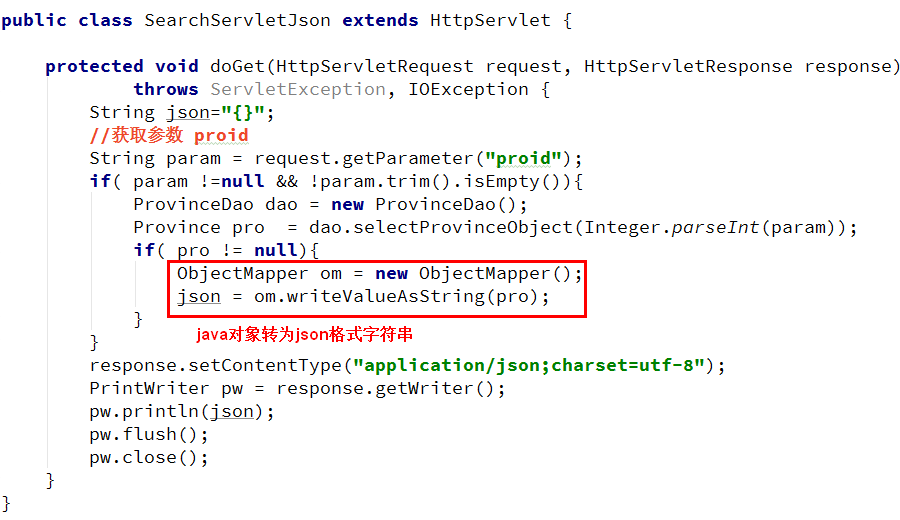 public class SearchServletJson extends HttpServlet {
protected void doGet(HttpServletRequest request, HttpServletResponse response)
throws ServletException, IOException {
String json="{}";
//获取参数 proid
String param = request.getParameter("proid");
if( param !=null && !param.trim().isEmpty()){
ProvinceDao dao = new ProvinceDao();
Province pro  = dao.selectProvinceObject(Integer.parseInt(param));
if( pro != null){
ObjectMapper om = new ObjectMapper();
json = om.writeValueAsString(pro);
}
java对象转为json格式字符串
}
response.setContentType("application/json;charset=utf-8");
PrintWriter pw = response.getWriter();
pw.println(json);
pw.flush();
pw.close();
}
}